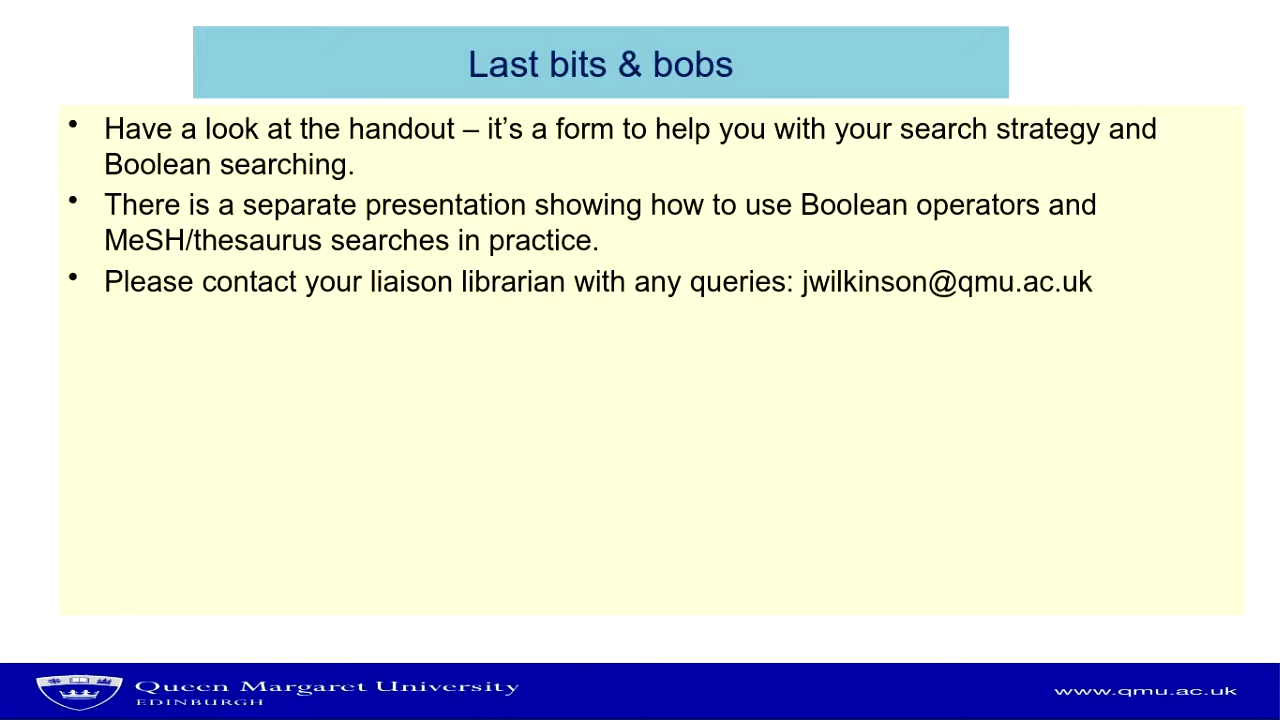 Last bits & bobs
• Have a look at the handout – it’s a form to help you with your search strategy and
Boolean searching.
• There is a separate presentation showing how to use Boolean operators and
MeSH/thesaurus searches in practice.
• Please contact your liaison librarian with any queries: jwilkinson@qmu.ac.uk
Queen Margaret University
EDINBURGH
www.qmu.ac.uk